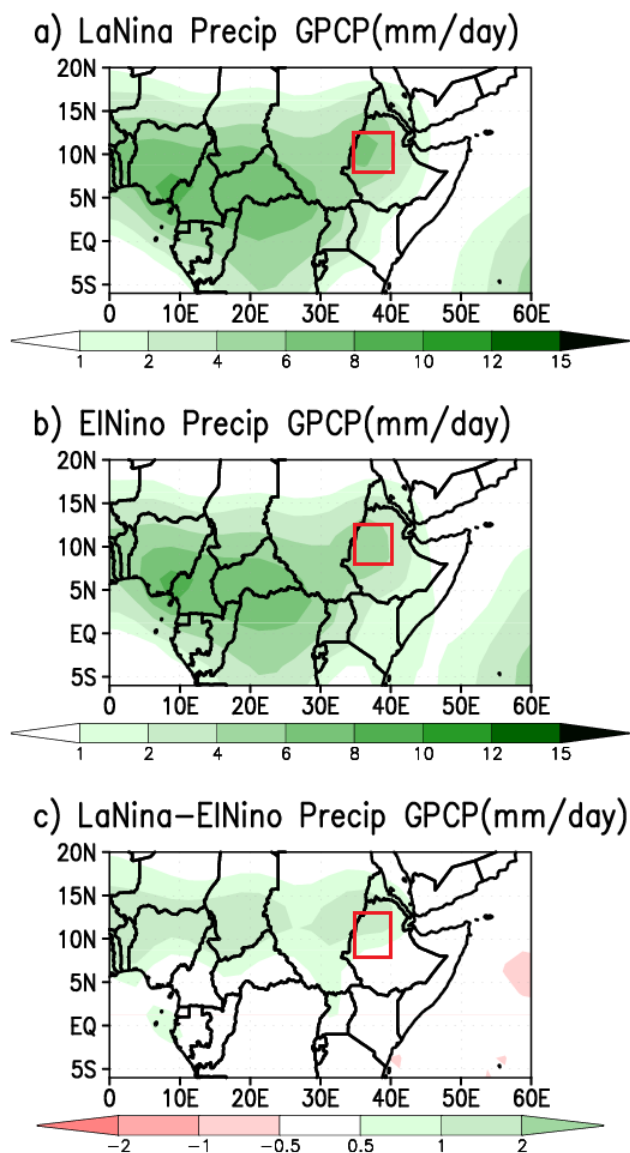 a) LaNina Precip GPCP(mm/day)
20N
15N
10N
5N
EQ
5S
0 10E 20E 30E 40E 50E 60E
1 2 4 6 8 10 12 15
b) ElNino Precip GPCP(mm/day)
20N
15N
10N
5N
EQ
5S
0 10E 20E 30E 40E 50E 60E
1 2 4 6 8 10 12 15
c) LaNina-ElNino Precip GPCP(mm/day)
20N
15N
10N
5N
EQ
5S
0 10E 20E 30E 40E 50E 60E
-2 -1 -0.5 0.5 1 2